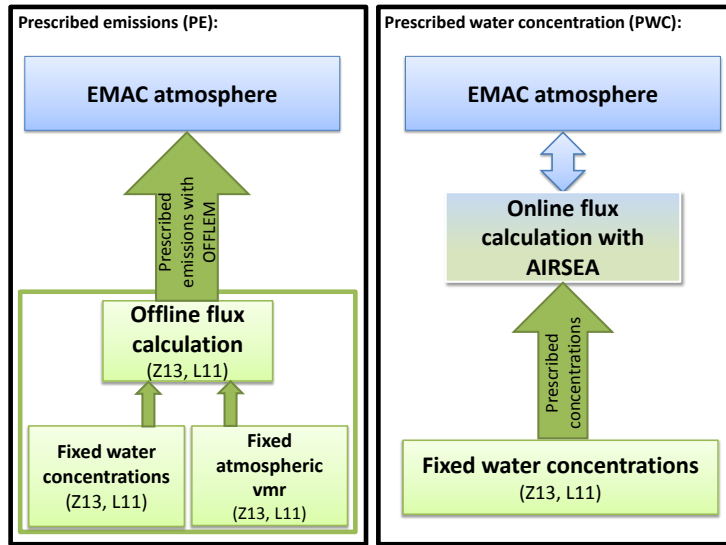 Prescribed emissions (PE):
EMAC atmosphere
Prescribed
emissions with
OFFLEM
Offline flux
calculation
(Z13, L11)
Fixed water
concentrations
(Z13, L11)
Fixed
atmospheric
vmr
(Z13, L11)
Prescribed water concentration (PWC):
EMAC atmosphere
Online flux
calculation with
AIRSEA
Prescribed
concentrations
Fixed water concentrations
(Z13, L11)